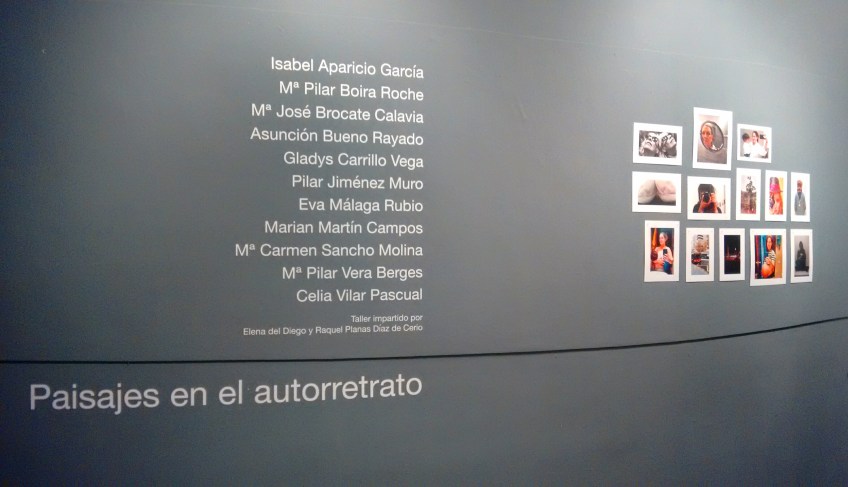 Isabel Aparicio García
Mª Pilar Boira Roche
Mª José Brocate Calavia
Asunción Bueno Rayado
Gladys Carrillo Vega
Pilar Jiménez Muro
Eva Málaga Rubio
Marian Martín Campos
Mª Carmen Sancho Molina
Mª Pilar Vera Berges
Celia Vilar Pascual
Taller impartido por
Elena del Diego y Raquel Planas Díaz de Cerio
Paisajes en el autorretrato